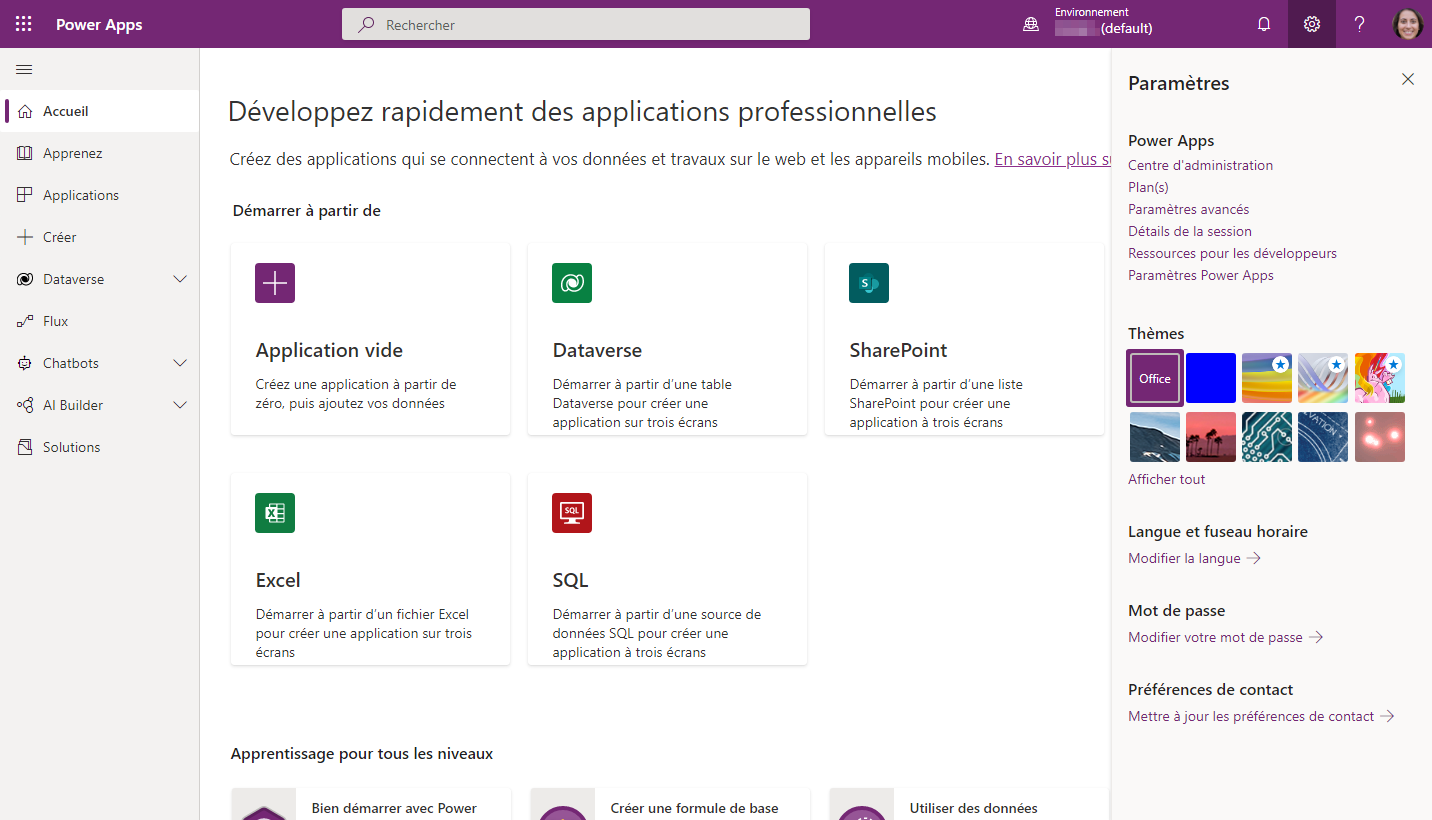 Power Apps
Rechercher
Environnement
(default)
Accueil
Apprenez
Applications
Créer
Dataverse
Flux
Chatbots
AI Builder
Solutions
Développez rapidement des applications professionnelles
Créez des applications qui se connectent à vos données et travaux sur le web et les appareils mobiles. En savoir plus
Démarrer à partir de
Application vide
Créez une application à partir de
zéro, puis ajoutez vos données
Dataverse
Démarrer à partir d'une table
Dataverse pour créer une
application sur trois écrans
S
SharePoint
Démarrer à partir d'une liste
SharePoint pour créer une
application à trois écrans
X
Excel
Démarrer à partir d'un fichier Excel
pour créer une application sur trois
écrans
SQL
SQL
Démarrer à partir d'une source de
données SQL pour créer une
application à trois écrans
Apprentissage pour tous les niveaux
Bien démarrer avec Power
Créer une formule de base
Utiliser des données
Paramètres
Power Apps
Centre d'administration
Plan(s)
Paramètres avancés
Détails de la session
Ressources pour les développeurs
Paramètres Power Apps
Thèmes
Office
Afficher tout
Langue et fuseau horaire
Modifier la langue
Mot de passe
Modifier votre mot de passe
Préférences de contact
Mettre à jour les préférences de contact